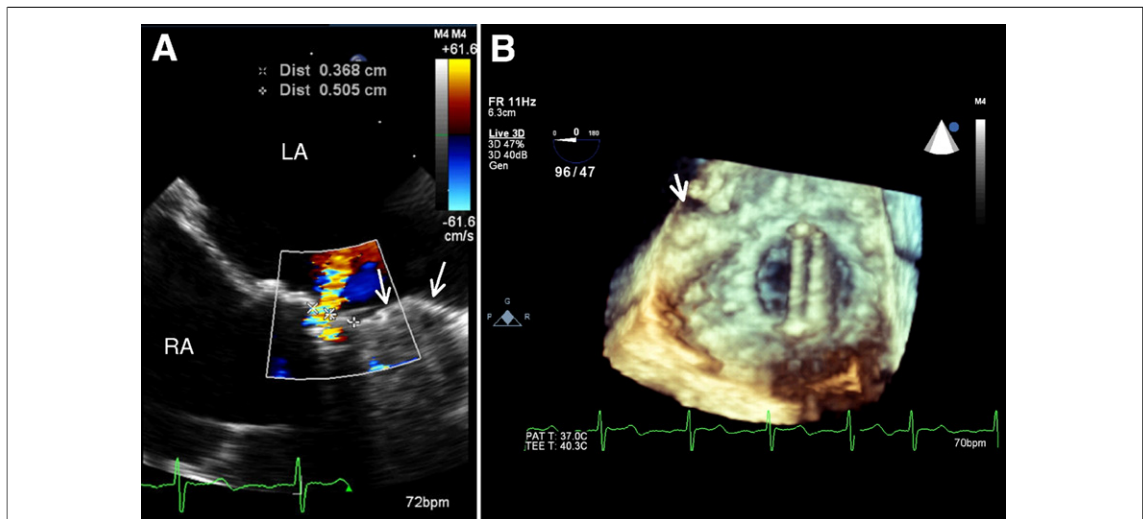 A
M4 M4
+61.6
Dist 0.368 cm
Dist 0.505 cm
LA
-61.6
cm/s
RA
72bpm
B
FR 11Hz
6.3cm
Live 3D
3D 47%
3D 40dB
Gen
0 0 180
96 / 47
M4
G
P R
PAT T: 37.0C
TEE T: 40.3C
70bpm